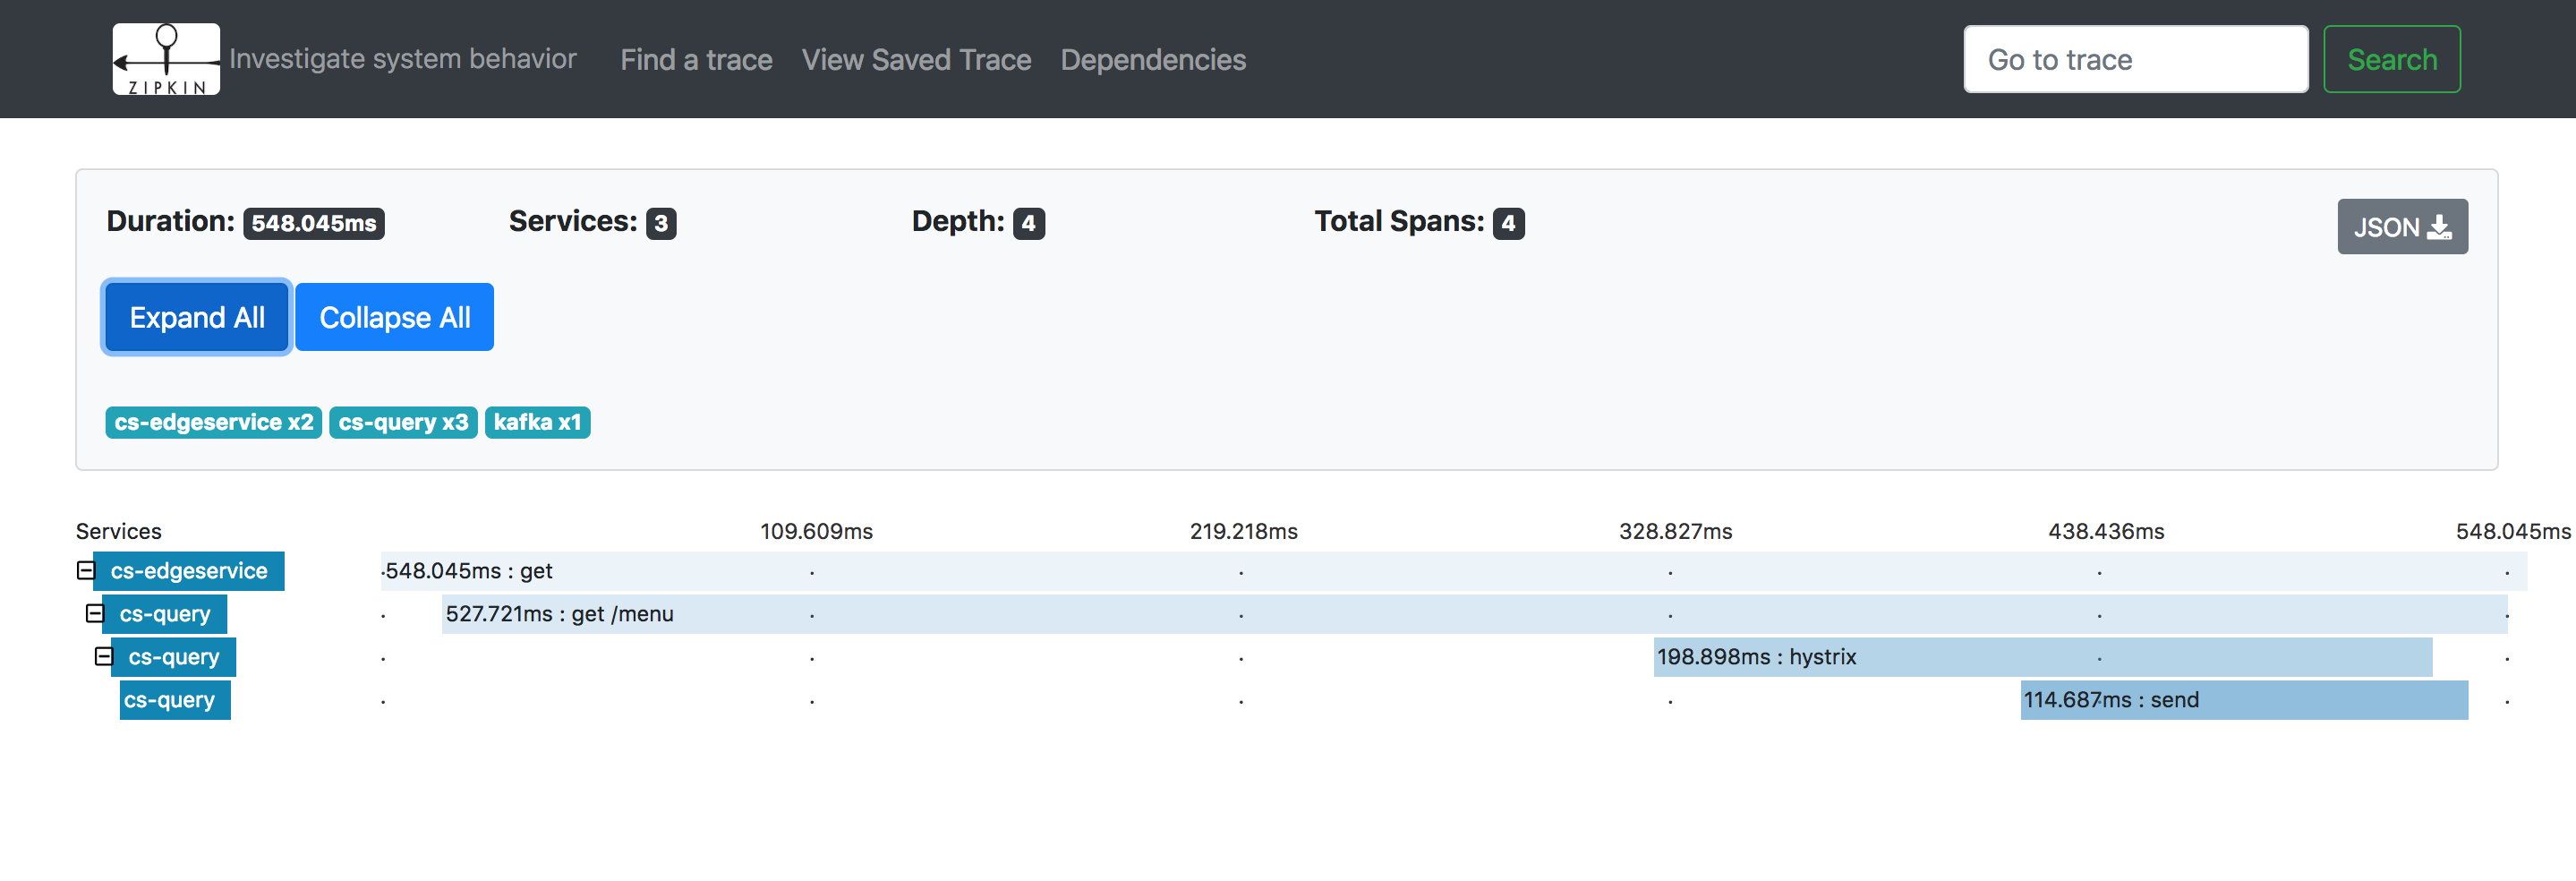 ZIPKIN Investigate system behavior Find a trace View Saved Trace Dependencies Go to trace Search
Duration: 548.045ms Services: 3 Depth: 4 Total Spans: 4 JSON
Expand All Collapse All
cs-edgeservice x2 cs-query x3 kafka x1
Services 109.609ms 219.218ms 328.827ms 438.436ms 548.045ms
cs-edgeservice 548.045ms : get
cs-query 527.721ms : get /menu
cs-query 198.898ms : hystrix
cs-query 114.687ms : send